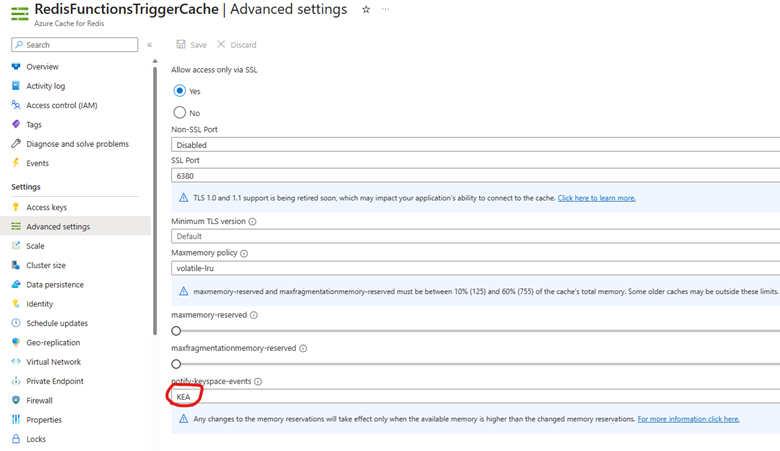 RedisFunctionsTriggerCache | Advanced settings
Azure Cache for Redis
Search
Save Discard
Overview
Activity log
Access control (IAM)
Tags
Diagnose and solve problems
Events
Settings
Access keys
Advanced settings
Scale
Cluster size
Data persistence
Identity
Schedule updates
Geo-replication
Virtual Network
Private Endpoint
Firewall
Properties
Locks
Allow access only via SSL
Yes
No
Non-SSL Port
Disabled
SSL Port
6380
TLS 1.0 and 1.1 support is being retired soon, which may impact your application's ability to connect to the cache. Click here to learn more.
Minimum TLS version
Default
Maxmemory policy
volatile-lru
maxmemory-reserved and maxfragmentationmemory-reserved must be between 10% (125) and 60% (755) of the cache's total memory. Some older caches may be outside these limits.
maxmemory-reserved
maxfragmentationmemory-reserved
notify-keyspace-events
KEA
Any changes to the memory reservations will take effect only when the available memory is higher than the changed memory reservations. For more information click here.